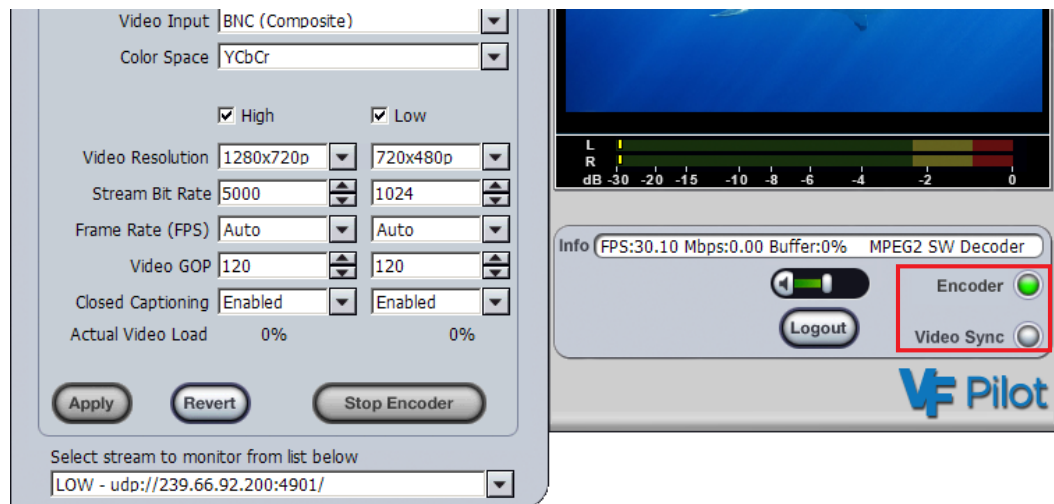 Video Input BNC (Composite)
Color Space YCbCr
High Low
Video Resolution 1280x720p 720x480p
Stream Bit Rate 5000 1024
Frame Rate (FPS) Auto Auto
Video GOP 120 120
Closed Captioning Enabled Enabled
Actual Video Load 0% 0%
Apply Revert Stop Encoder
Select stream to monitor from list below
LOW - udp://239.66.92.200:4901/
L
R
dB -30 -20 -15 -10 -8 -6 -4 -2 0
Info FPS:30.10 Mbps:0.00 Buffer:0% MPEG2 SW Decoder
Encoder
Logout
Video Sync
VF Pilot